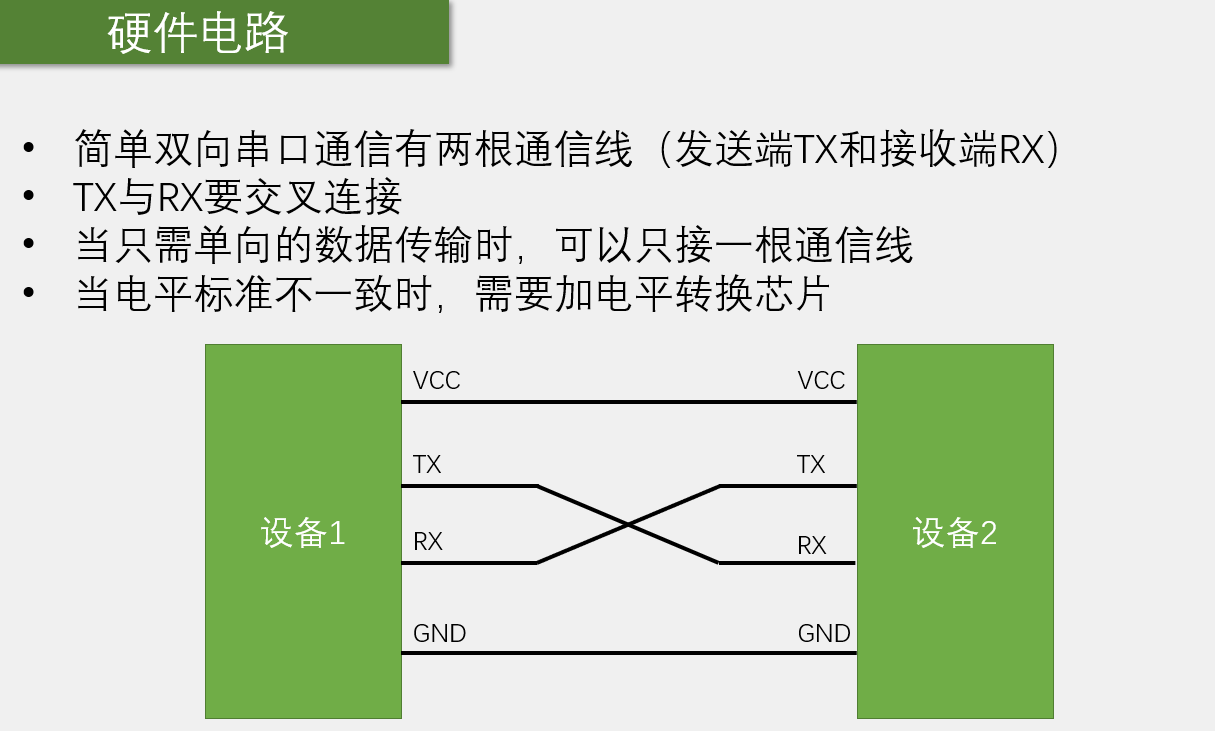 硬件电路
• 简单双向串口通信有两根通信线（发送端TX和接收端RX）
• TX与RX要交叉连接
• 当只需单向的数据传输时，可以只接一根通信线
• 当电平标准不一致时，需要加电平转换芯片
VCC VCC
TX TX
设备1 设备2
RX RX
GND GND